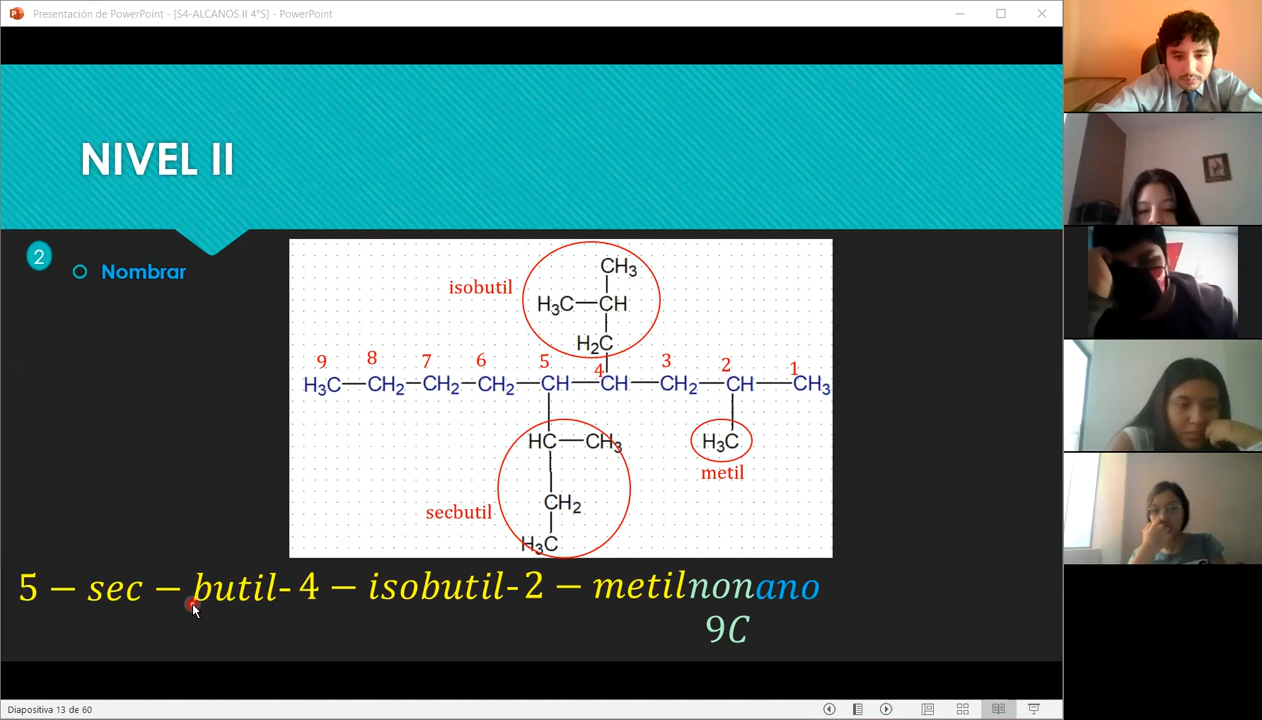 Presentación de PowerPoint - [S4-ALCANOS II 4°S] - PowerPoint
NIVEL II
2
Nombrar
CH3
isobutil
H3C—CH
H2C
9 8 7 6 5 4 3 2 1
H3C—CH2—CH2—CH2—CH—CH—CH2—CH—CH3
HC—CH3
H3C
metil
CH2
secbutil
H3C
5 − sec − butil-4 − isobutil-2 − metilnonano
9C
Diapositiva 13 de 60